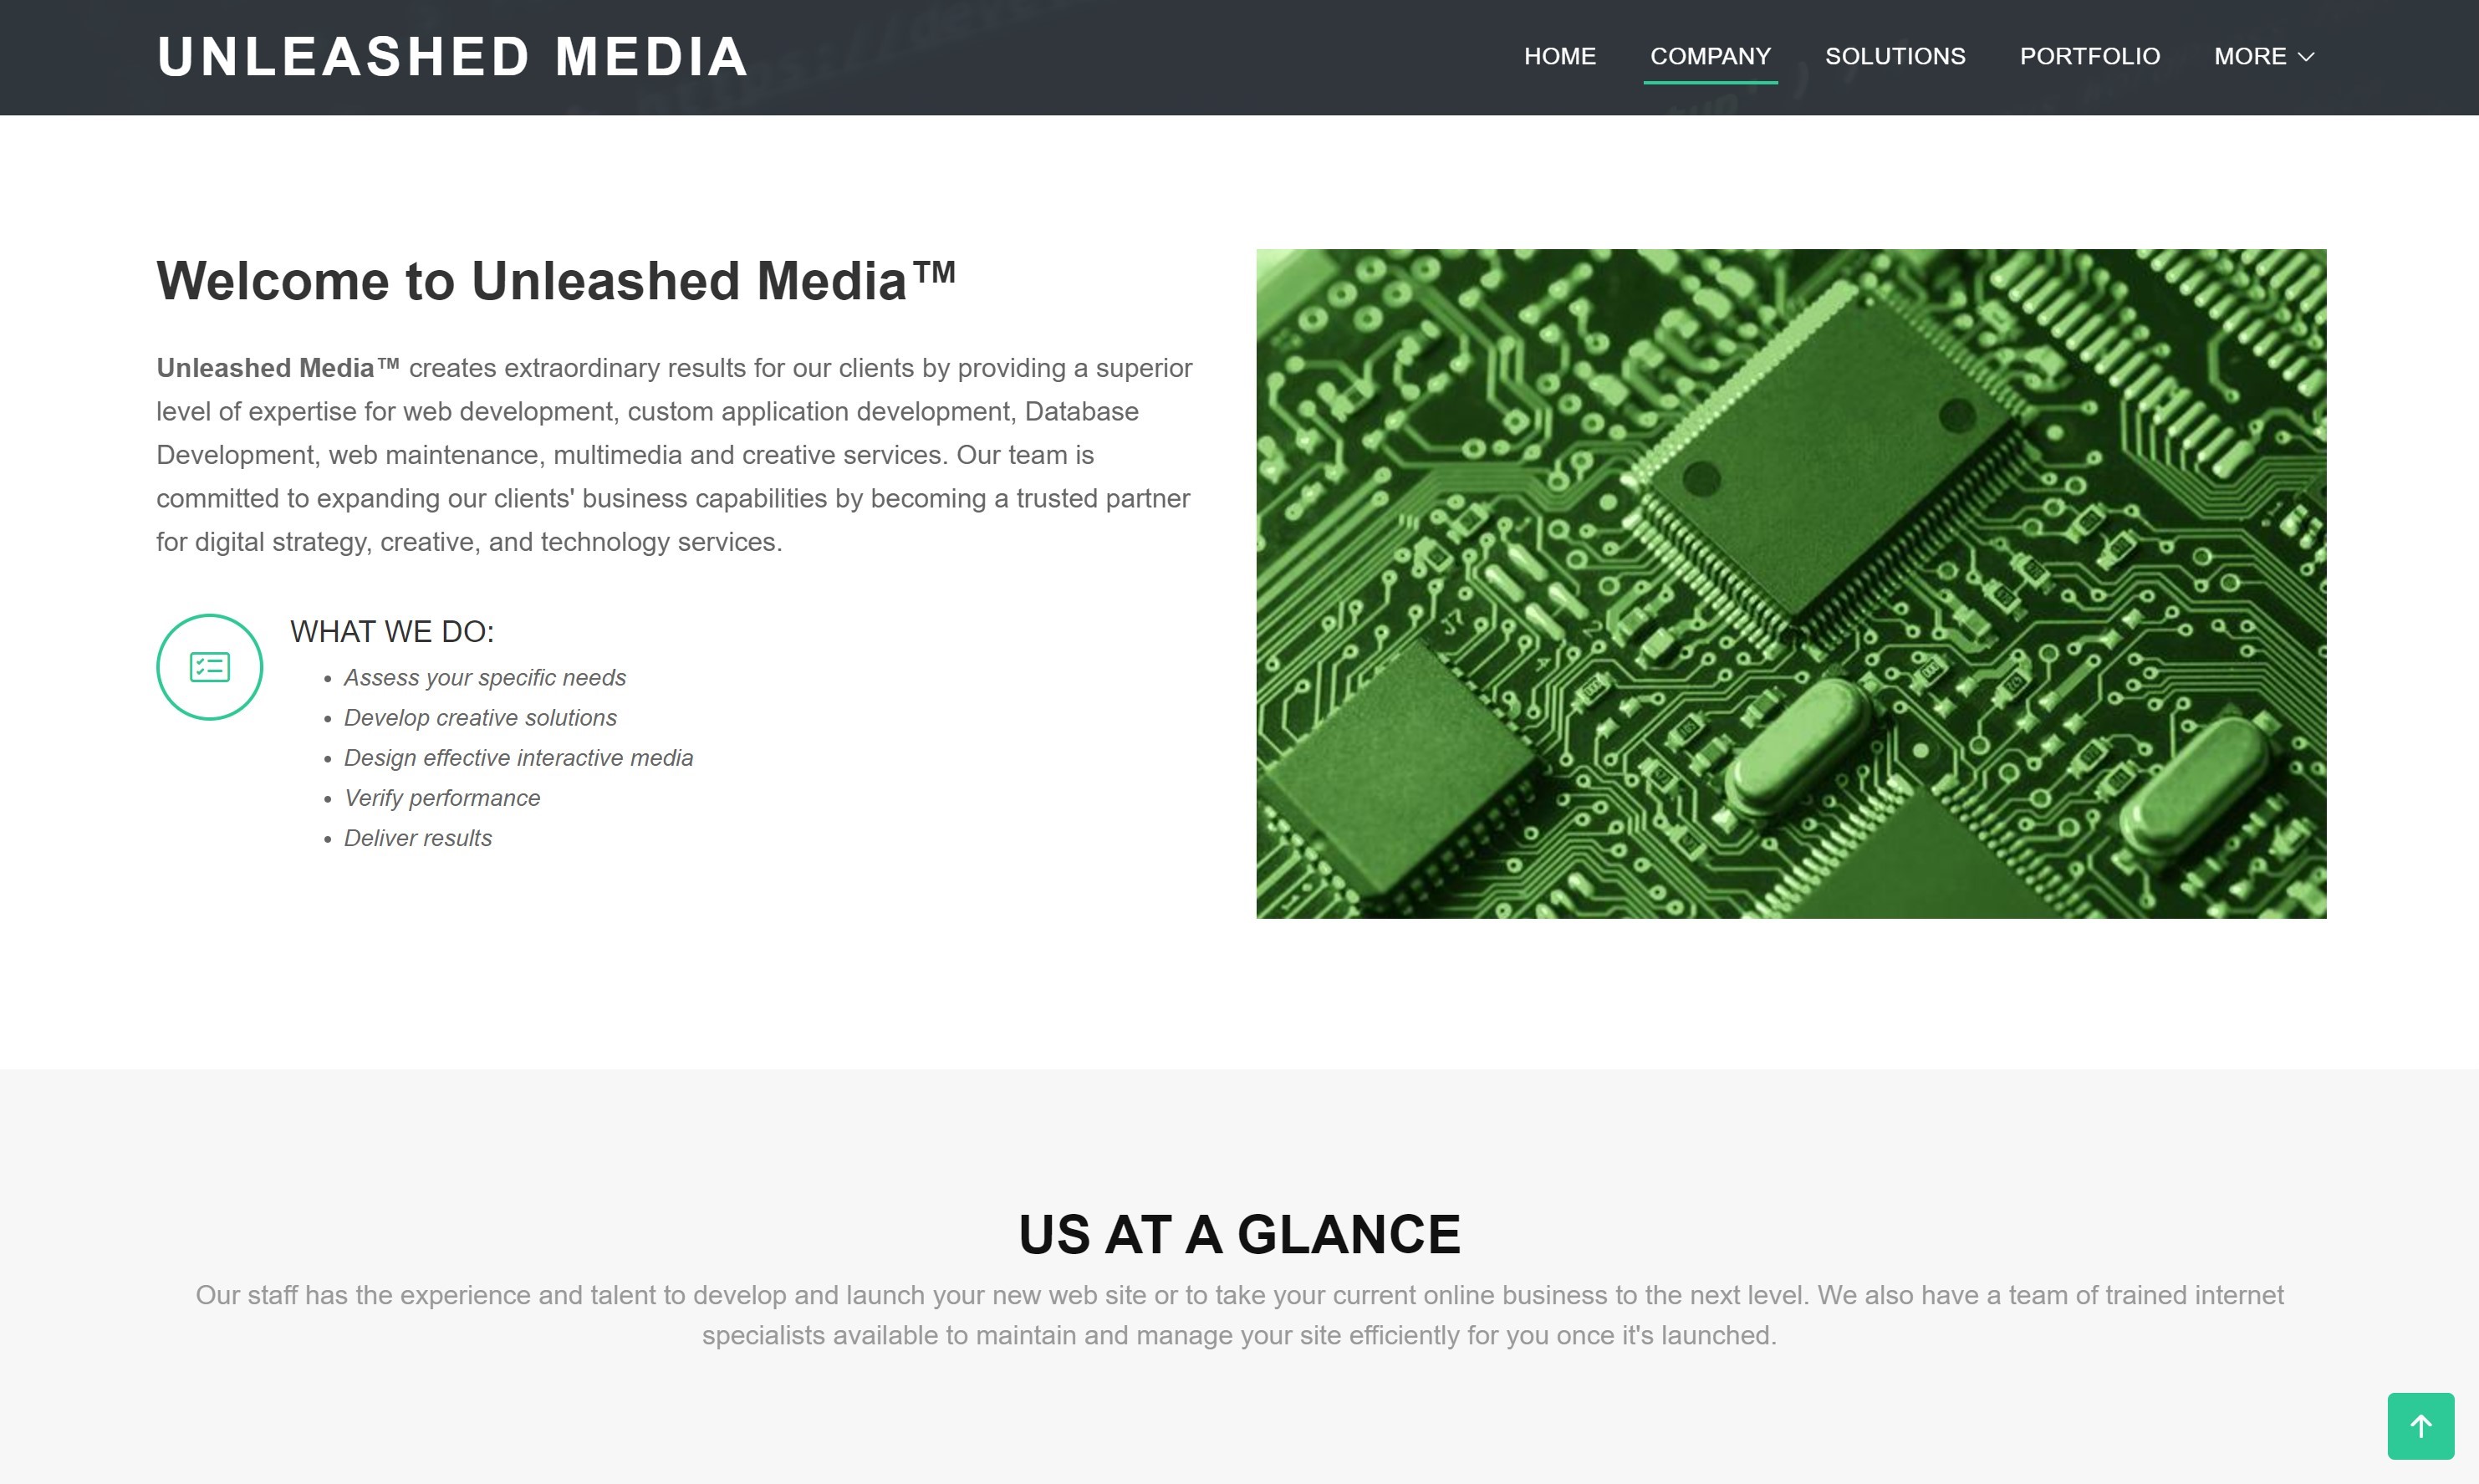 UNLEASHED MEDIA
HOME COMPANY SOLUTIONS PORTFOLIO MORE
Welcome to Unleashed Media™
Unleashed Media™ creates extraordinary results for our clients by providing a superior
level of expertise for web development, custom application development, Database
Development, web maintenance, multimedia and creative services. Our team is
committed to expanding our clients' business capabilities by becoming a trusted partner
for digital strategy, creative, and technology services.
WHAT WE DO:
• Assess your specific needs
• Develop creative solutions
• Design effective interactive media
• Verify performance
• Deliver results
J7
US AT A GLANCE
Our staff has the experience and talent to develop and launch your new web site or to take your current online business to the next level. We also have a team of trained internet
specialists available to maintain and manage your site efficiently for you once it's launched.